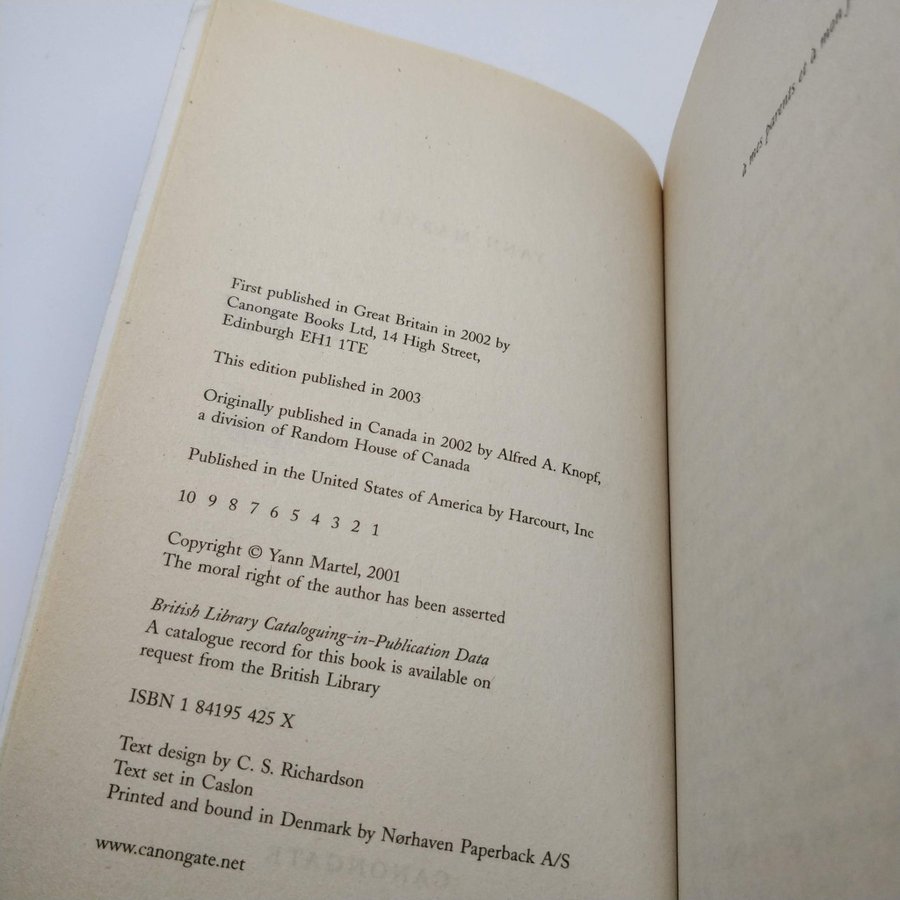 First published in Great Britain in 2002 by
Canongate Books Ltd, 14 High Street,
Edinburgh EH1 1TE
This edition published in 2003
Originally published in Canada in 2002 by Alfred A. Knopf,
a division of Random House of Canada
Published in the United States of America by Harcourt, Inc
10 9 8 7 6 5 4 3 2 1
Copyright © Yann Martel, 2001
The moral right of the author has been asserted
British Library Cataloguing-in-Publication Data
A catalogue record for this book is available on
request from the British Library
ISBN 1 84195 425 X
Text design by C. S. Richardson
Text set in Caslon
Printed and bound in Denmark by Nørhaven Paperback A/S
www.canongate.net
à mes parents et à mon